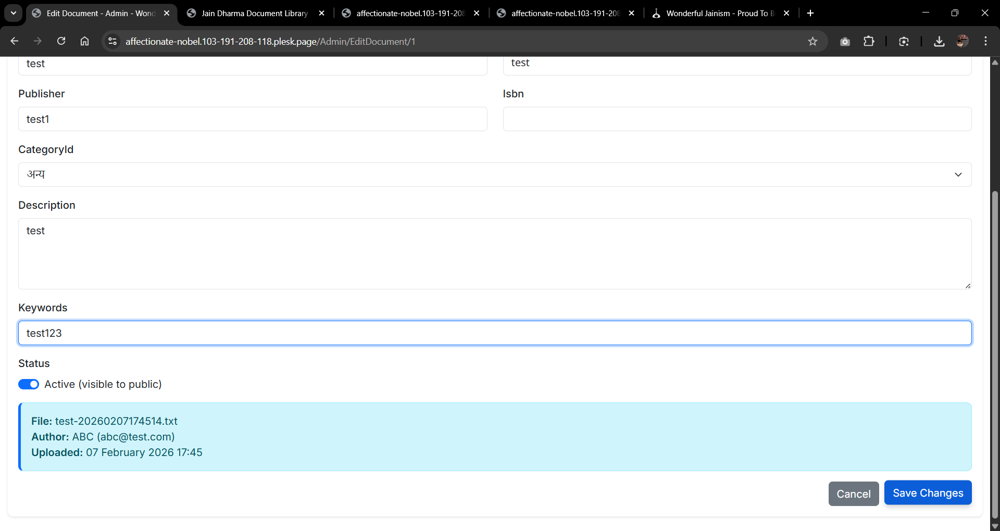 Edit Document - Admin - Wond
Jain Dharma Document Library
affectionate-nobel.103-191-208
affectionate-nobel.103-191-208
Wonderful Jainism - Proud To B
affectionate-nobel.103-191-208-118.plesk.page/Admin/EditDocument/1
test
test
Publisher
Isbn
test1
CategoryId
अन्य
Description
test
Keywords
test123
Status
Active (visible to public)
File: test-20260207174514.txt
Author: ABC (abc@test.com)
Uploaded: 07 February 2026 17:45
Cancel
Save Changes